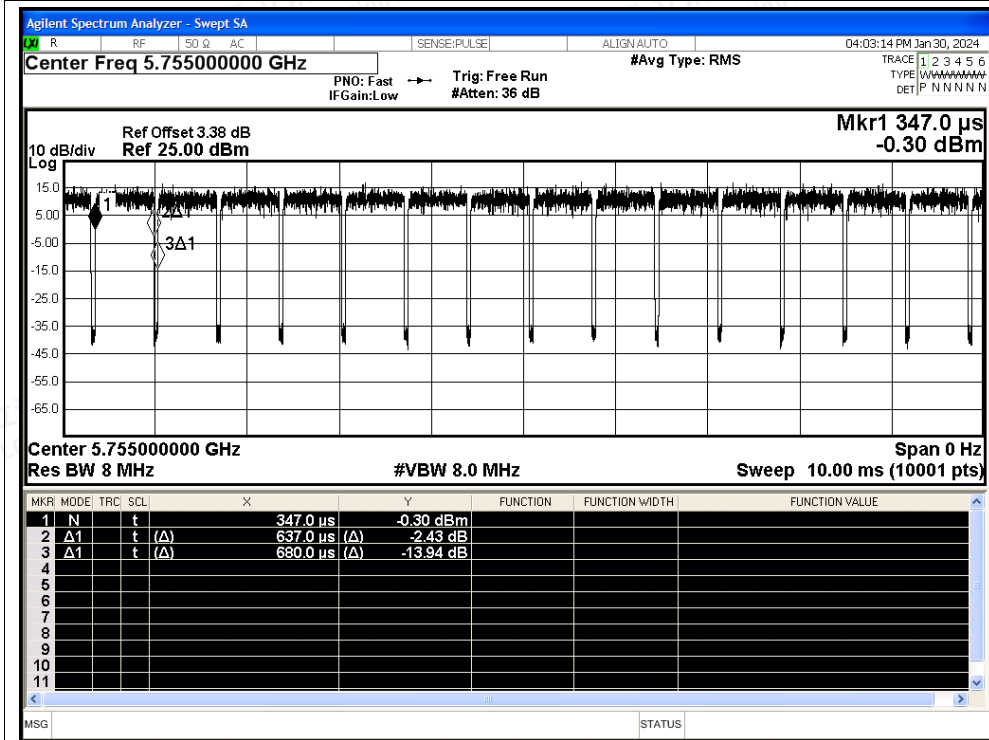 Agilent Spectrum Analyzer - Swept SA
LXI R RF 50 Ω AC SENSE:PULSE ALIGN AUTO 04:03:14 PM Jan 30, 2024
Center Freq 5.755000000 GHz #Avg Type: RMS TRACE 1 2 3 4 5 6
PNO: Fast Trig: Free Run TYPE
IFGain:Low #Atten: 36 dB DET P N N N N N
Mkr1 347.0 µs
Ref Offset 3.38 dB
10 dB/div Ref 25.00 dBm -0.30 dBm
Log
15.0
1
5.00
2Δ1
-5.00
3Δ1
-15.0
-25.0
-35.0
-45.0
-55.0
-65.0
Center 5.755000000 GHz Span 0 Hz
Res BW 8 MHz #VBW 8.0 MHz Sweep 10.00 ms (10001 pts)
MKR MODE TRC SCL X Y FUNCTION FUNCTION WIDTH FUNCTION VALUE
1 N t 347.0 µs -0.30 dBm
2 Δ1 t (Δ) 637.0 µs (Δ) -2.43 dB
3 Δ1 t (Δ) 680.0 µs (Δ) -13.94 dB
4
5
6
7
8
9
10
11
MSG STATUS